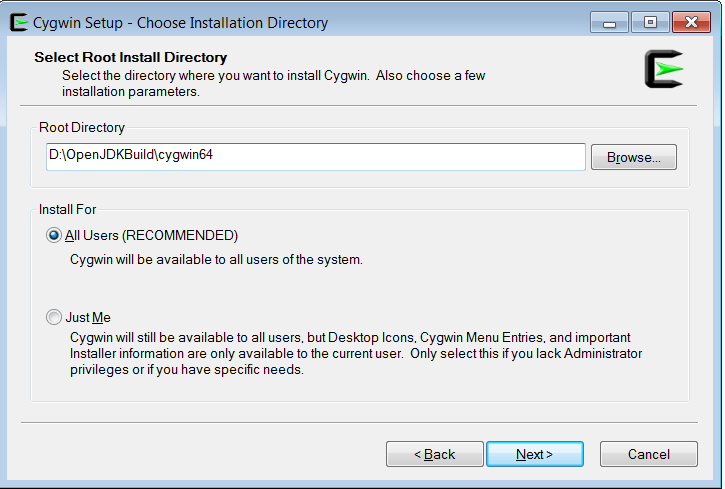 Cygwin Setup - Choose Installation Directory
Select Root Install Directory
Select the directory where you want to install Cygwin.  Also choose a few
installation parameters.
Root Directory
D:\OpenJDKBuild\cygwin64
Browse...
Install For
All Users (RECOMMENDED)
Cygwin will be available to all users of the system.
Just Me
Cygwin will still be available to all users, but Desktop Icons, Cygwin Menu Entries, and important
Installer information are only available to the current user.  Only select this if you lack Administrator
privileges or if you have specific needs.
< Back
Next >
Cancel